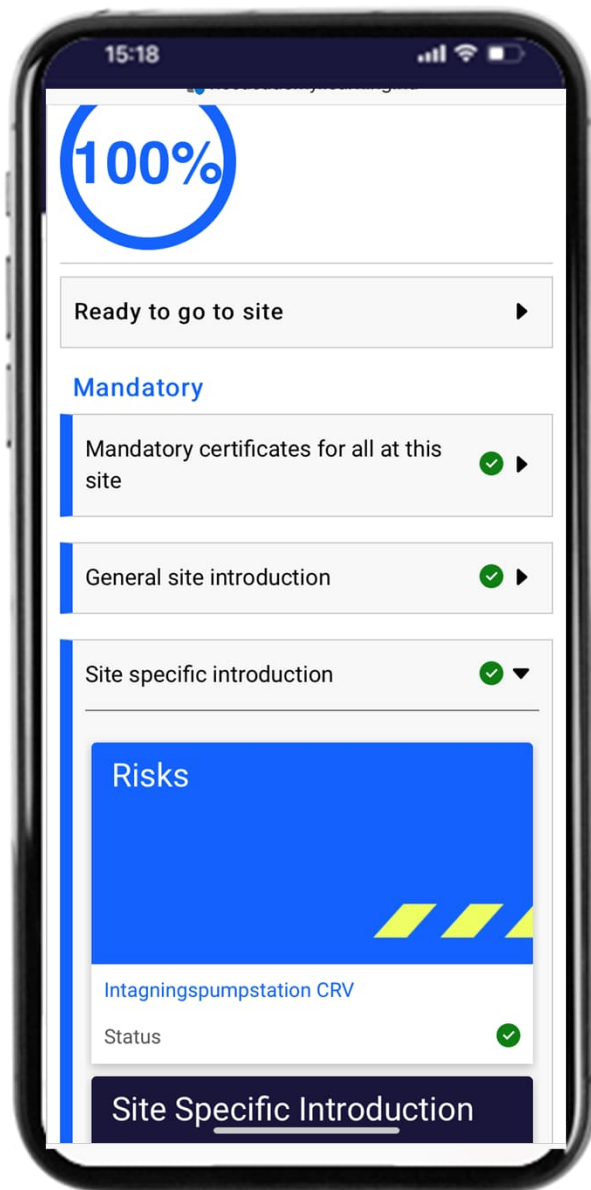 15:18
100%
Ready to go to site
Mandatory
Mandatory certificates for all at this
site
General site introduction
Site specific introduction
Risks
Intagningspumpstation CRV
Status
Site Specific Introduction